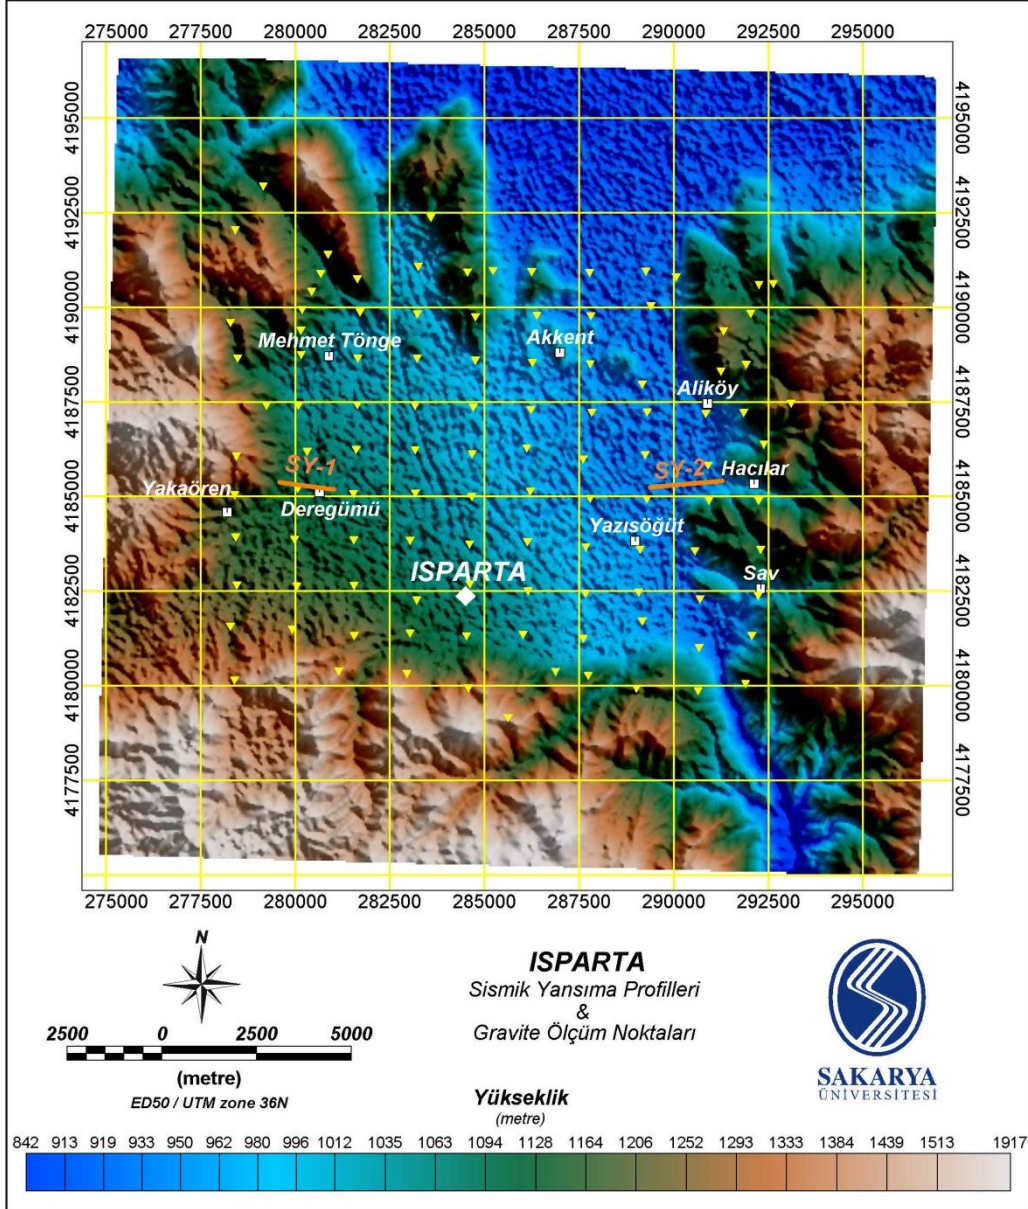 275000 277500 280000 282500 285000 287500 290000 292500 295000
4195000 4195000
4192500 4192500
4190000 4190000
Mehmet Tönge Akkent
4187500 Aliköy 4187500
SY-1 SY-2 Hacılar
Yakaören
4185000 Deregümü 4185000
Yazısöğüt
ISPARTA Sav
4182500 4182500
4180000 4180000
4177500 4177500
275000 277500 280000 282500 285000 287500 290000 292500 295000
N
2500 0 2500 5000
(metre)
ED50 / UTM zone 36N
ISPARTA
Sismik Yansıma Profilleri
&
Gravite Ölçüm Noktaları
SAKARYA
ÜNİVERSİTESİ
Yükseklik
(metre)
842 913 919 933 950 962 980 996 1012 1035 1063 1094 1128 1164 1206 1252 1293 1333 1384 1439 1513 1917